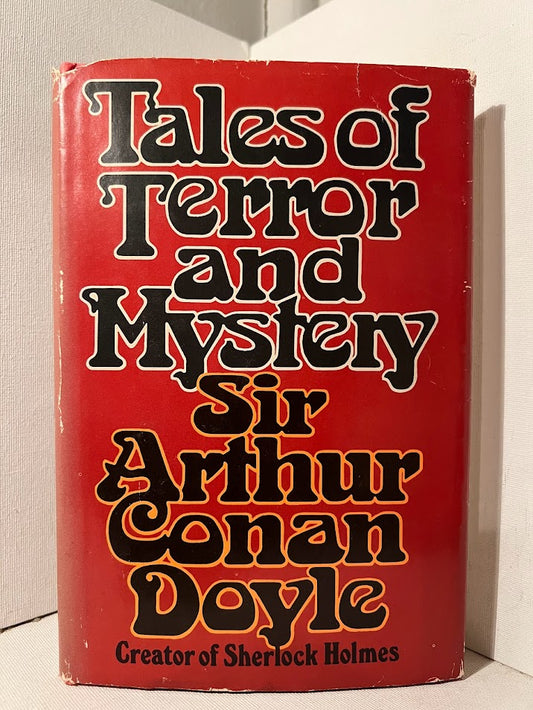 Tales of
Terror
and
Mystery
Sir
Arthur
Conan
Doyle
Creator of Sherlock Holmes